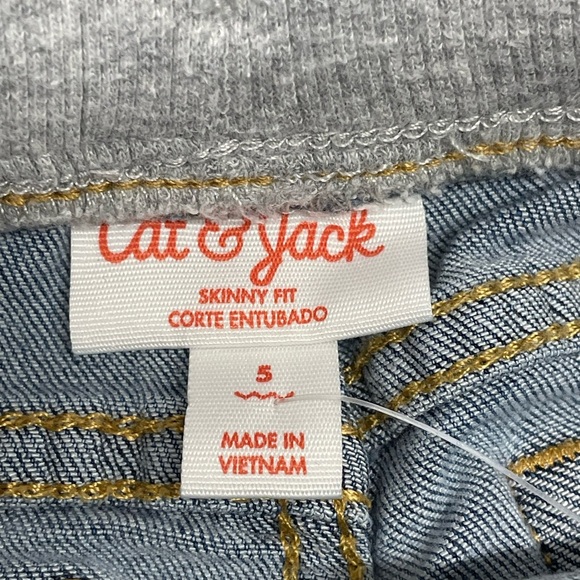 Cat & Jack
SKINNY FIT
CORTE ENTUBADO
5
MADE IN
VIETNAM